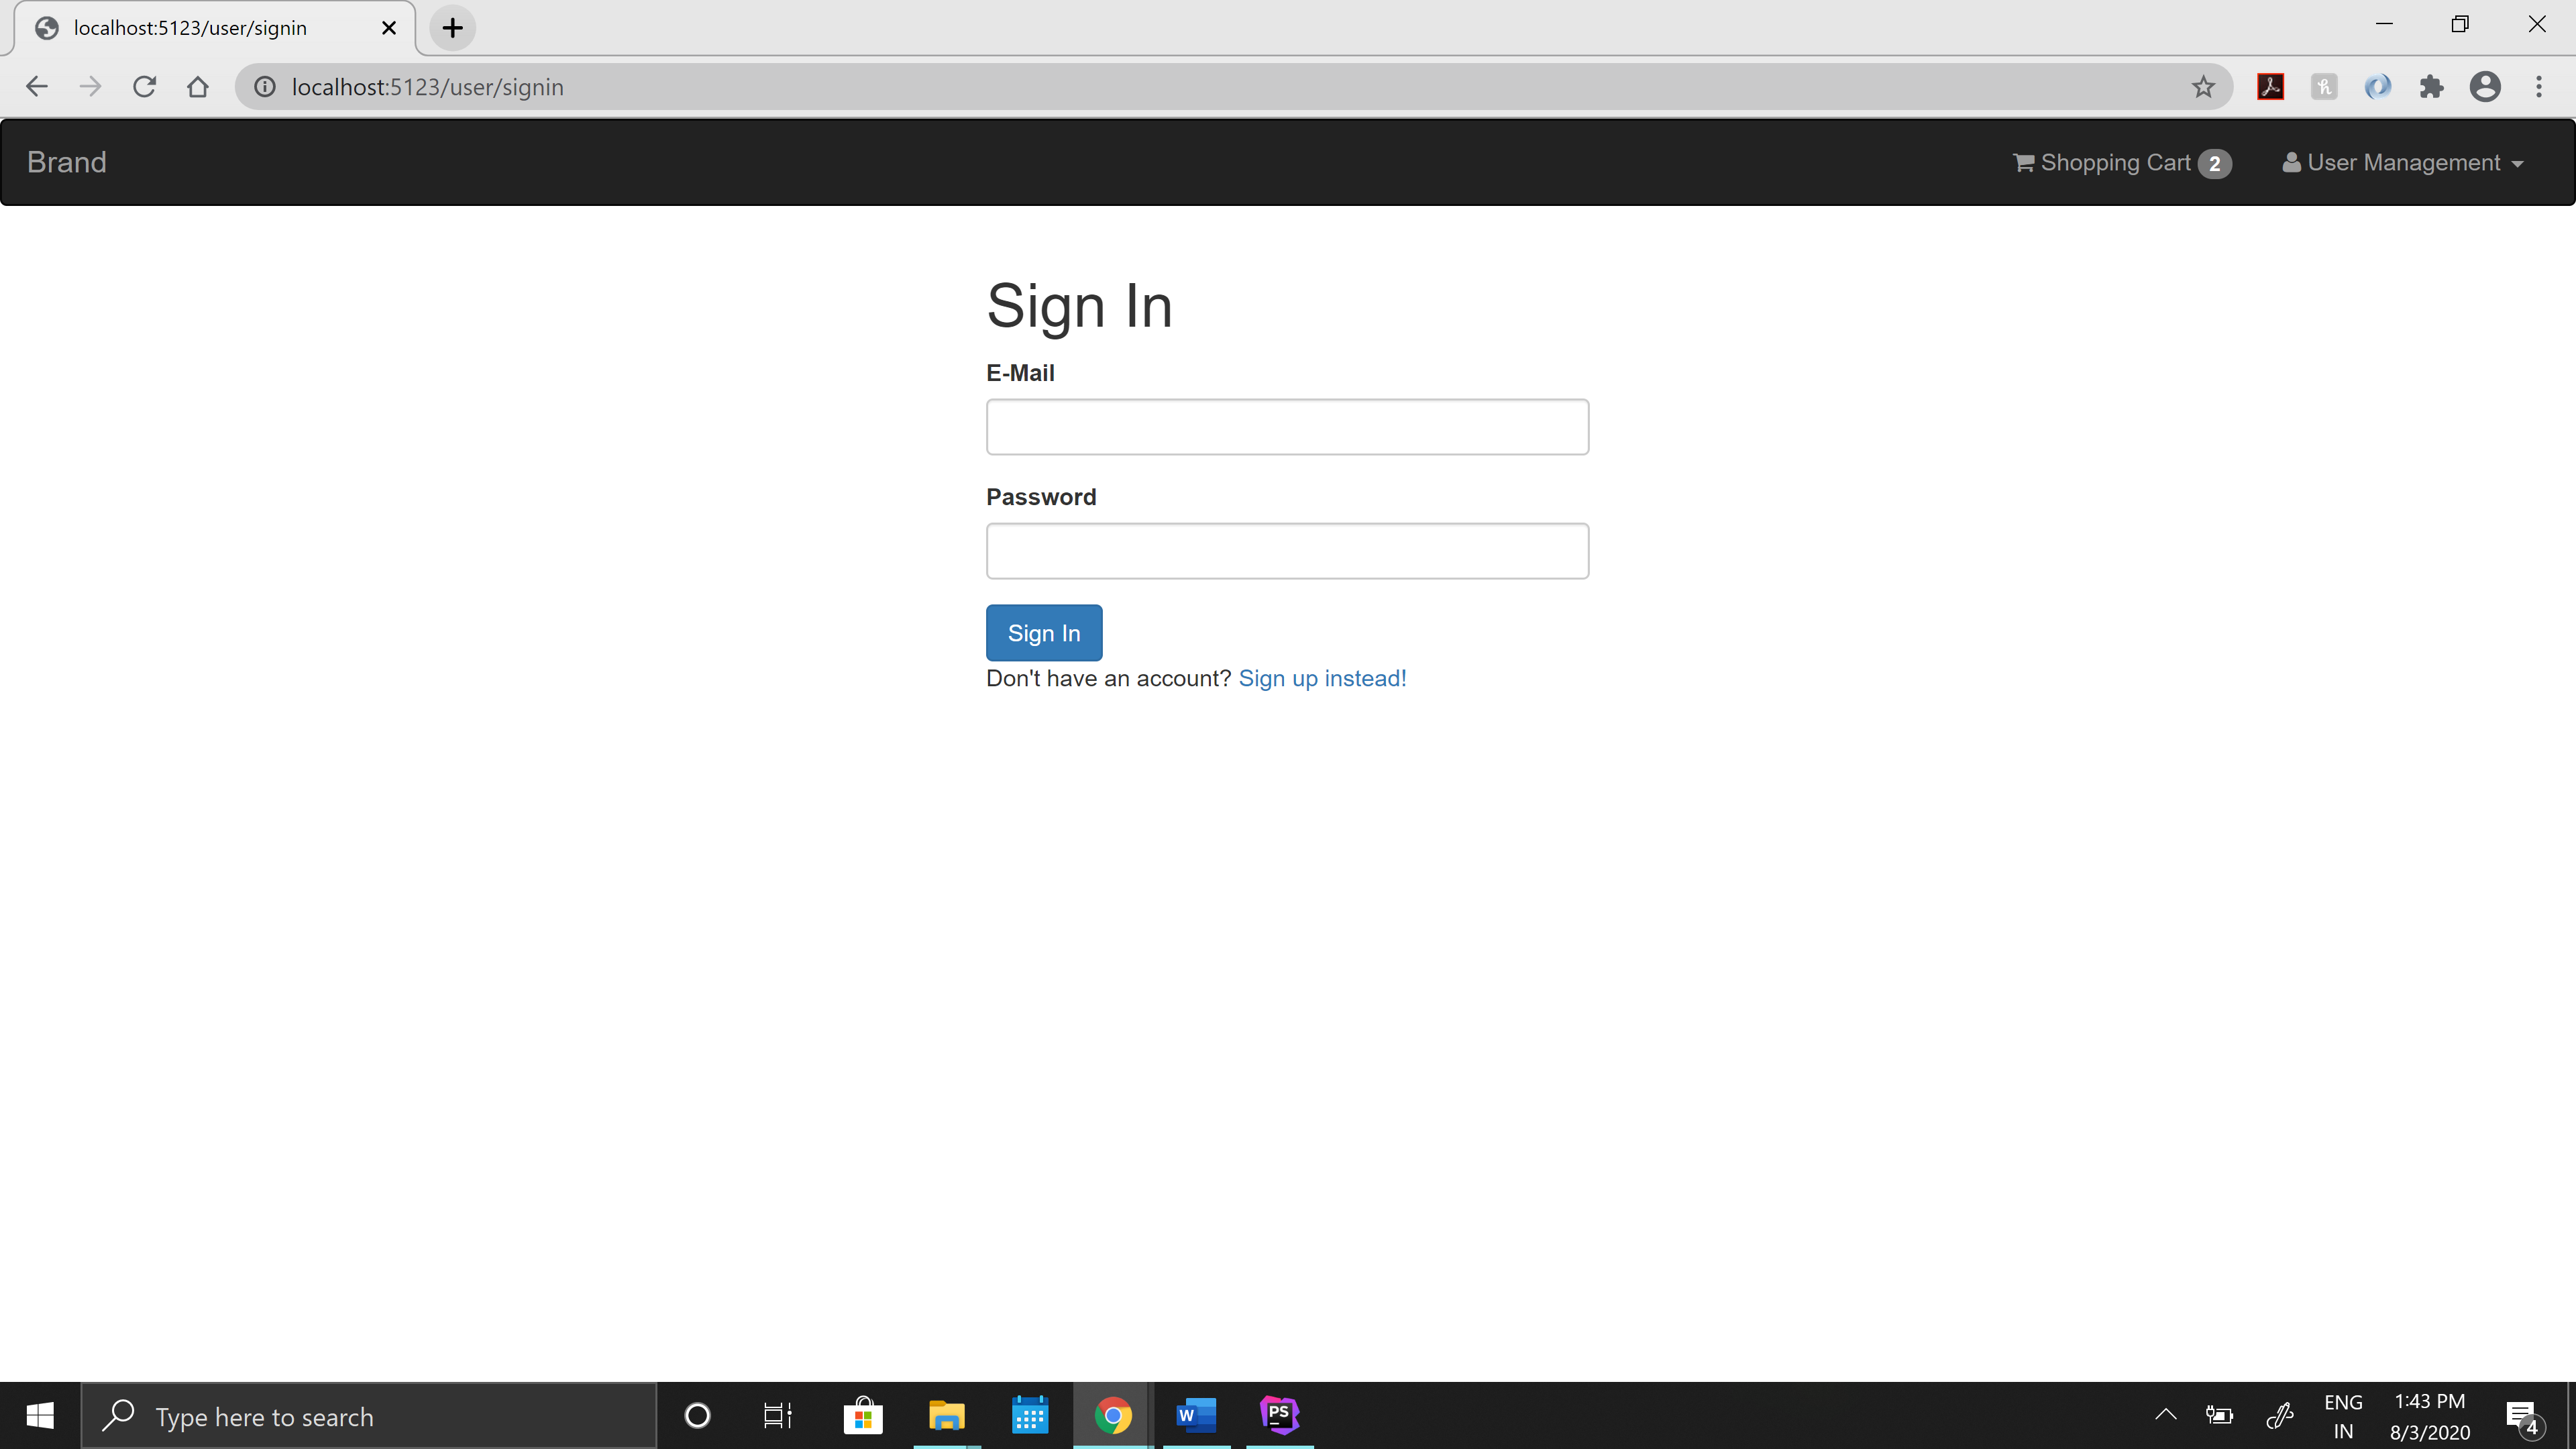 localhost:5123/user/signin
localhost:5123/user/signin
Brand
Shopping Cart 2
User Management
Sign In
E-Mail
Password
Sign In
Don't have an account? Sign up instead!
Type here to search
W
PS
ENG
IN
1:43 PM
8/3/2020
4